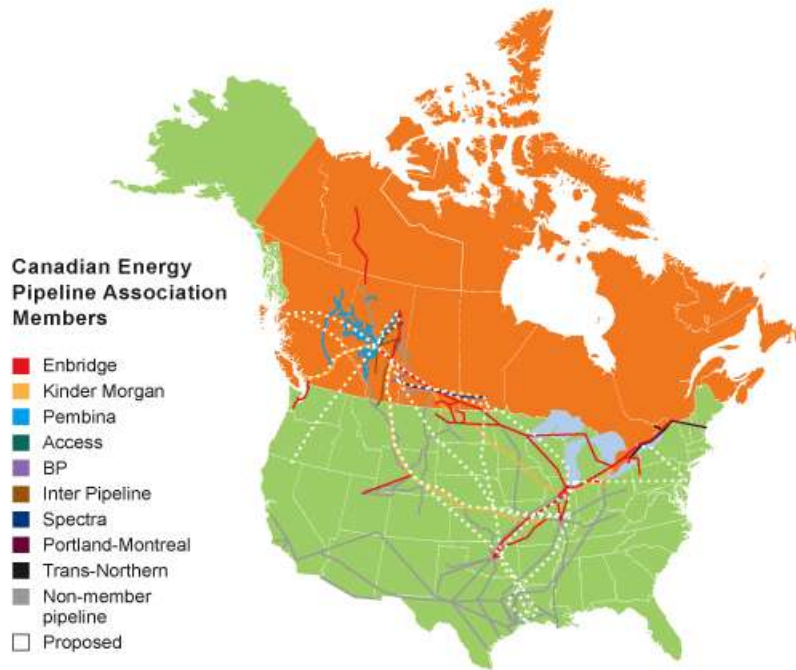 Canadian Energy
Pipeline Association
Members
Enbridge
Kinder Morgan
Pembina
Access
BP
Inter Pipeline
Spectra
Portland-Montreal
Trans-Northern
Non-member
pipeline
Proposed